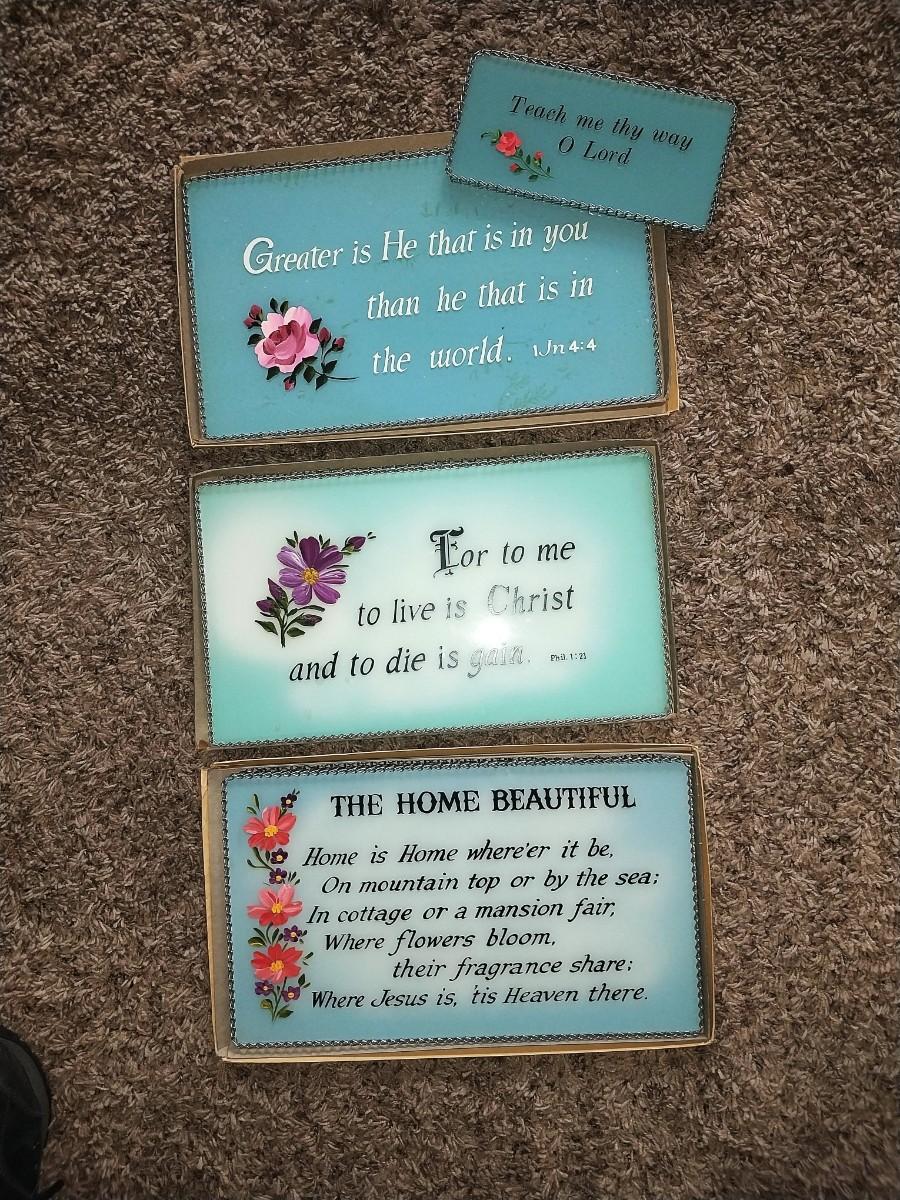 Teach me thy way
O Lord
Greater is He that is in you
than he that is in
the world. 1Jn 4:4
For to me
to live is Christ
and to die is gain. Phil. 1:21
THE HOME BEAUTIFUL
Home is Home where'er it be,
On mountain top or by the sea;
In cottage or a mansion fair,
Where flowers bloom,
their fragrance share;
Where Jesus is, 'tis Heaven there.